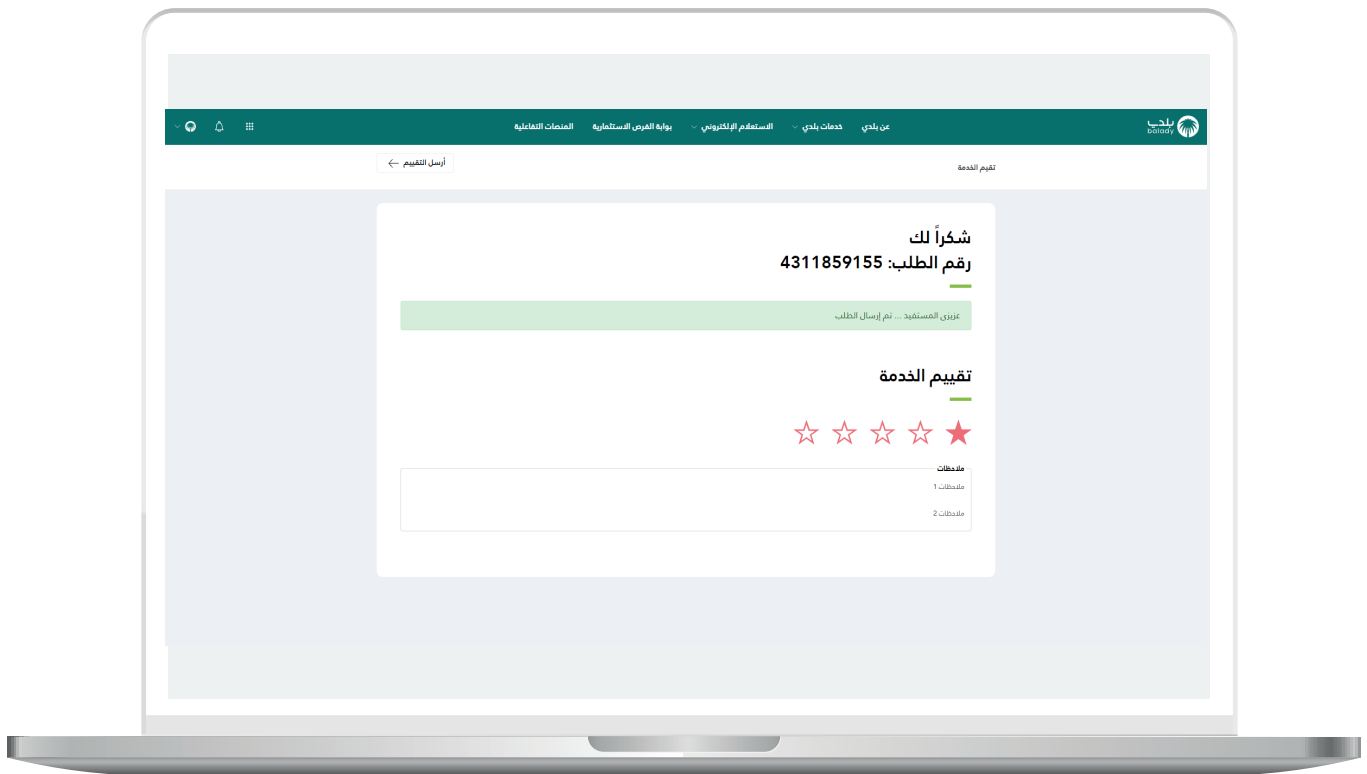 بلدي
balady
عن بلدي
خدمات بلدي
الاستعلام الإلكتروني
بوابة الفرص الاستثمارية
المنصات التفاعلية
تقيم الخدمة
أرسل التقييم
شكراً لك
رقم الطلب: 4311859155
عزيزي المستفيد ... تم إرسال الطلب
تقييم الخدمة
ملاحظات
ملاحظات 1
ملاحظات 2